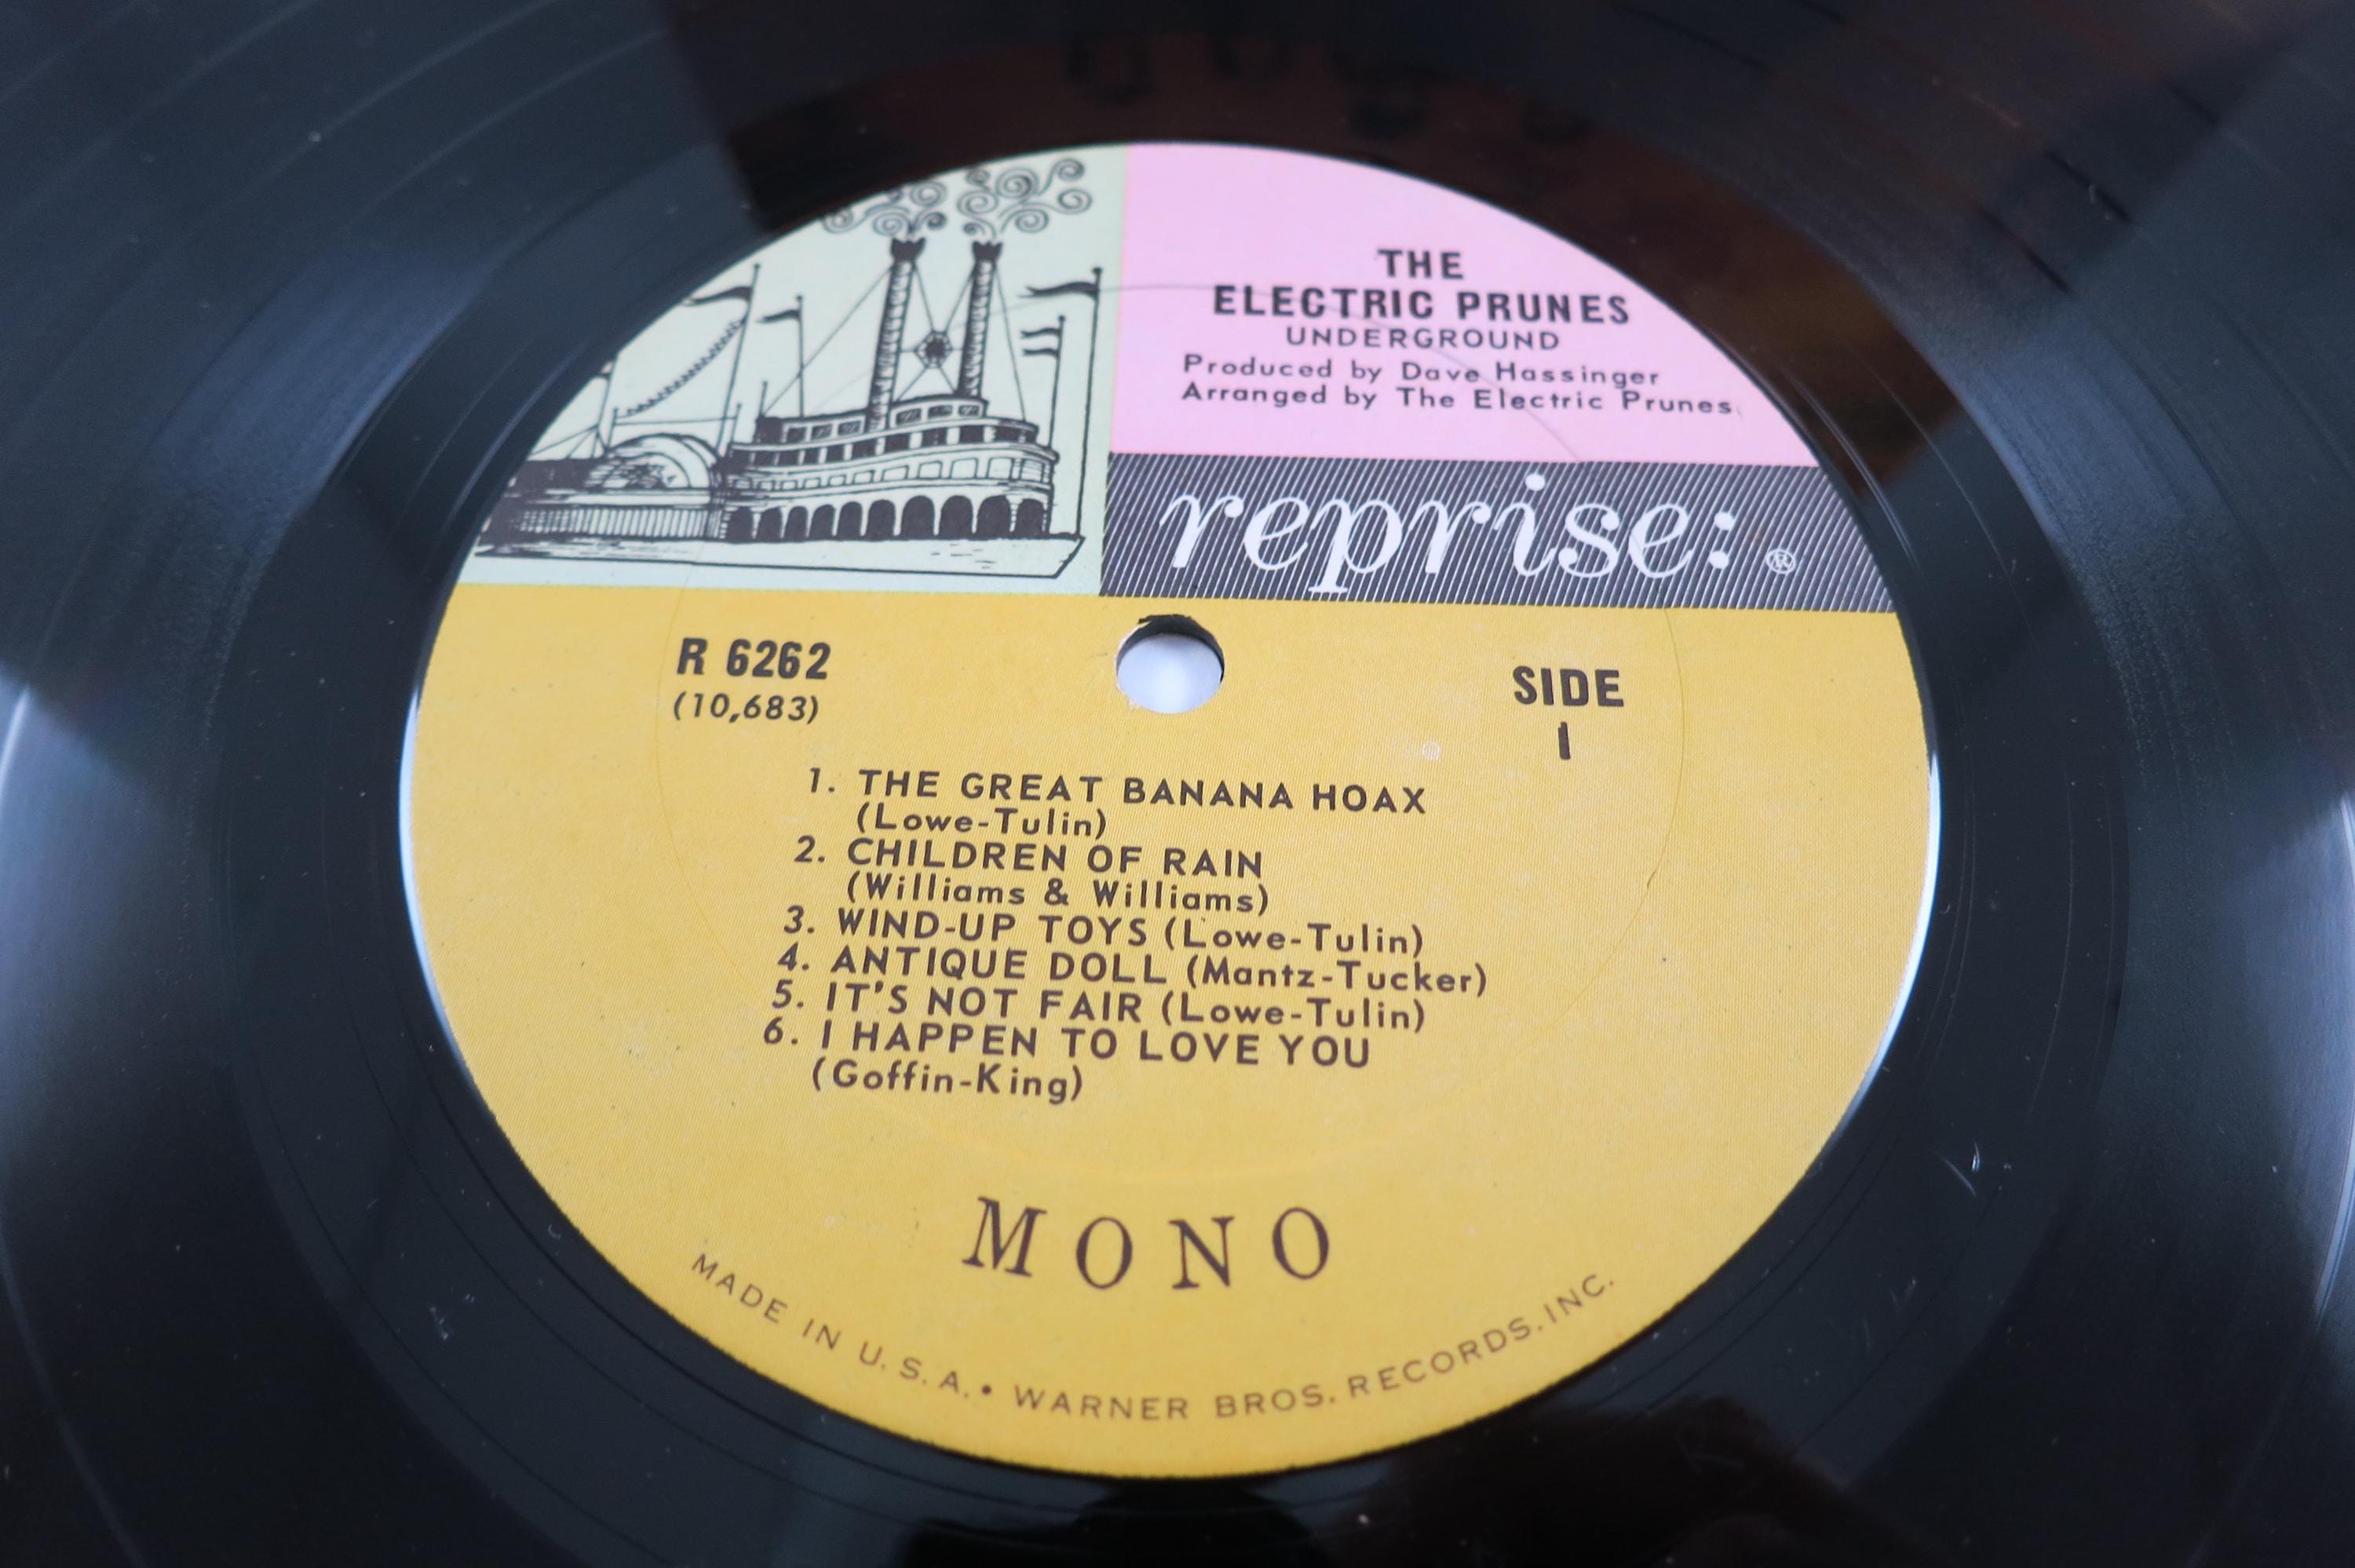 THE
ELECTRIC PRUNES
UNDERGROUND
Produced by Dave Hassinger
Arranged by The Electric Prunes
reprise: ®
R 6262
(10,683)
SIDE
1
1. THE GREAT BANANA HOAX
(Lowe-Tulin)
2. CHILDREN OF RAIN
(Williams & Williams)
3. WIND-UP TOYS (Lowe-Tulin)
4. ANTIQUE DOLL (Mantz-Tucker)
5. IT'S NOT FAIR (Lowe-Tulin)
6. I HAPPEN TO LOVE YOU
(Goffin-King)
MONO
MADE IN U.S.A. • WARNER BROS. RECORDS, INC.